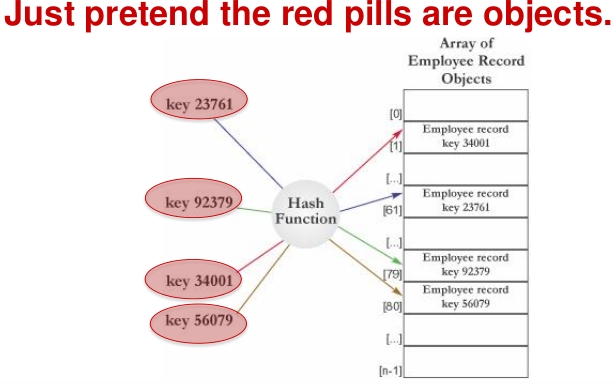 Just pretend the red pills are objects.
Array of
Employee Record
Objects
key 23761
key 92379
key 34001
key 56079
Hash
Function
[0]
[1]
[...]
[61]
[...]
[79]
[80]
[...]
[n-1]
Employee record
key 34001
Employee record
key 23761
Employee record
key 92379
Employee record
key 56079